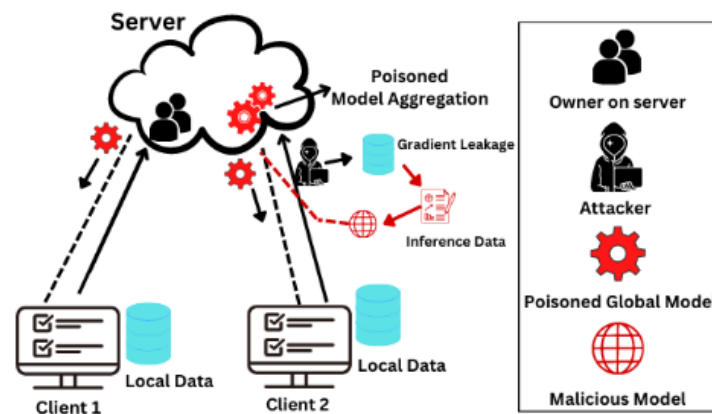 Server
Poisoned
Model Aggregation
Gradient Leakage
Inference Data
Local Data
Client 1
Local Data
Client 2
Owner on server
Attacker
Poisoned Global Mode
Malicious Model